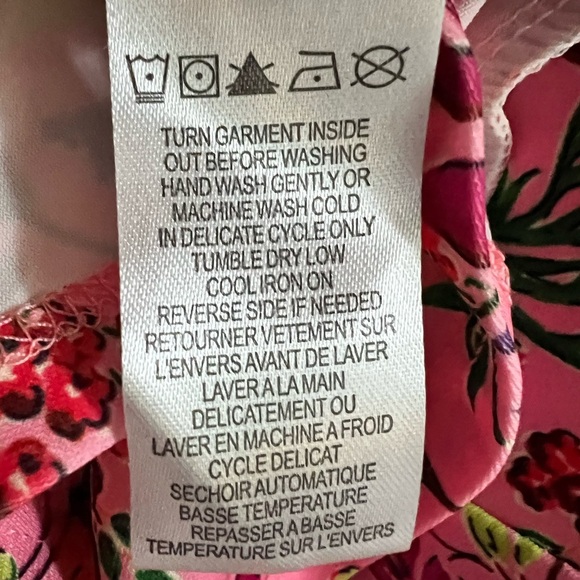 TURN GARMENT INSIDE
OUT BEFORE WASHING
HAND WASH GENTLY OR
MACHINE WASH COLD
IN DELICATE CYCLE ONLY
TUMBLE DRY LOW
COOL IRON ON
REVERSE SIDE IF NEEDED
RETOURNER VETEMENT SUR
L'ENVERS AVANT DE LAVER
LAVER A LA MAIN
DELICATEMENT OU
LAVER EN MACHINE A FROID
CYCLE DELICAT
SECHOIR AUTOMATIQUE
BASSE TEMPERATURE
REPASSER A BASSE
TEMPERATURE SUR L'ENVERS